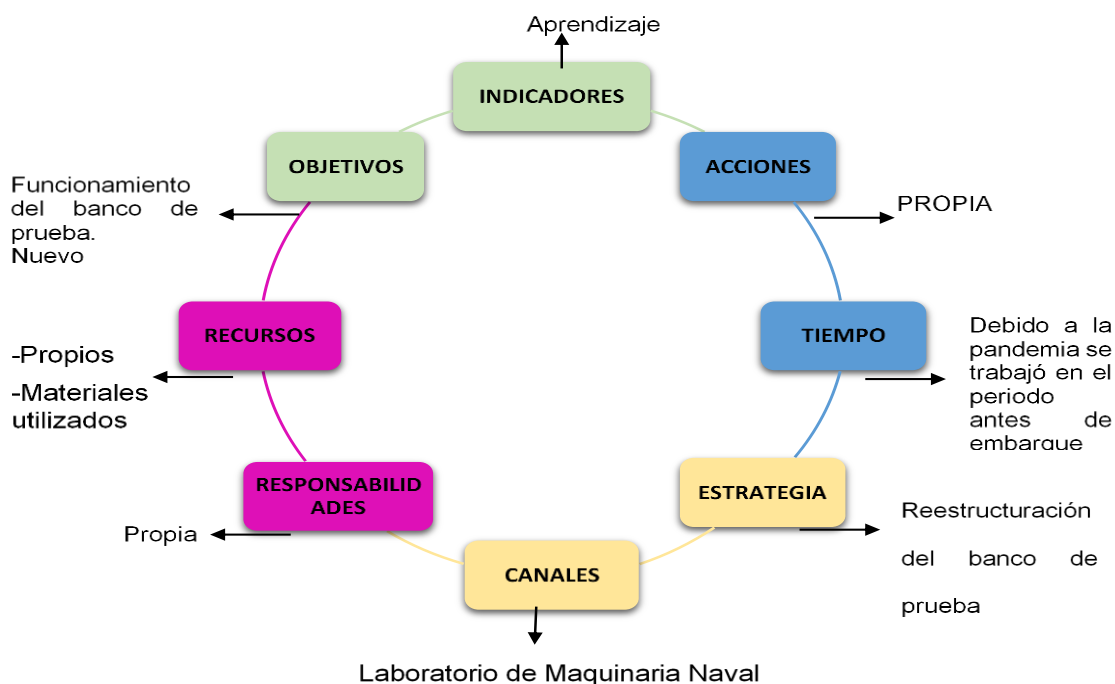 Aprendizaje
INDICADORES
OBJETIVOS
ACCIONES
Funcionamiento
del banco de
prueba.
Nuevo
PROPIA
RECURSOS
TIEMPO
-Propios
-Materiales
utilizados
Debido a la
pandemia se
trabajó en el
periodo
antes de
embarque
RESPONSABILID
ADES
ESTRATEGIA
Propia
Reestructuración
del banco de
prueba
CANALES
Laboratorio de Maquinaria Naval